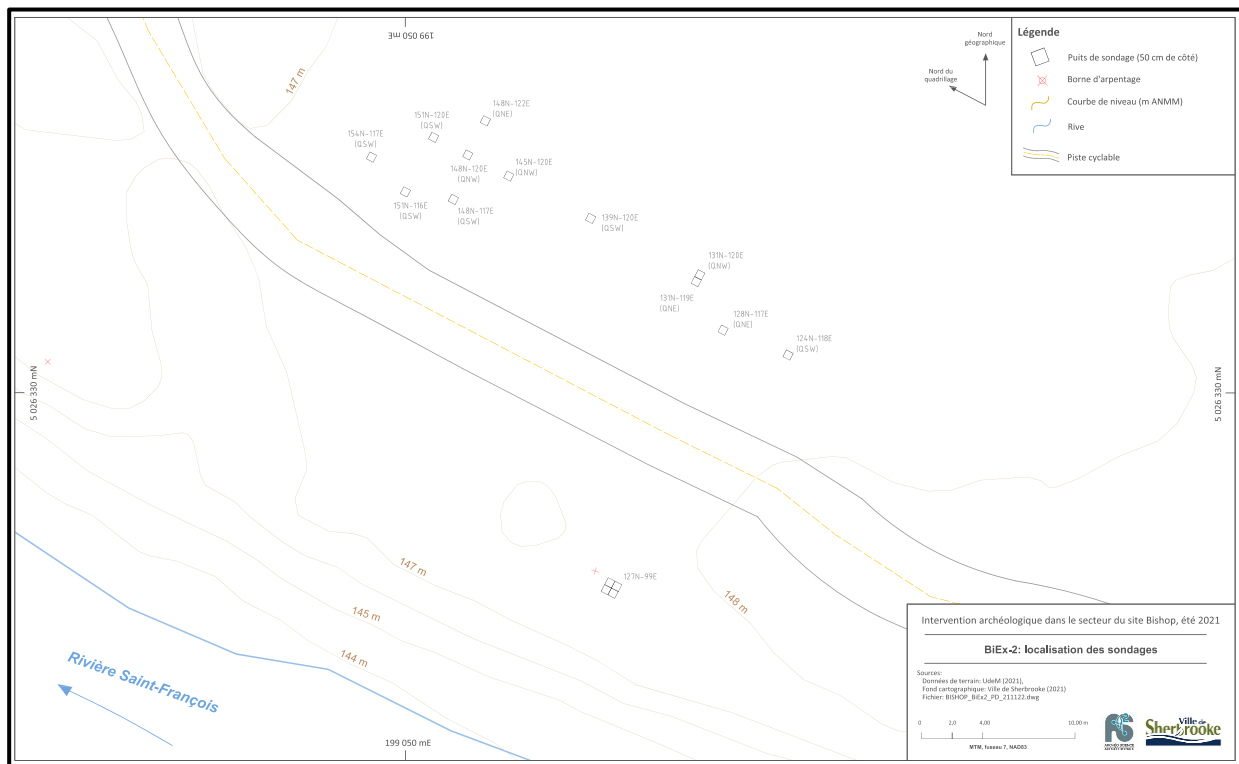 199 050 mE
147 m
148N-122E
(QNE)
151N-120E
(QSW)
154N-117E
(QSW)
148N-120E
(QNW)
145N-120E
(QNW)
151N-116E
(QSW)
148N-117E
(QSW)
139N-120E
(QSW)
131N-120E
(QNW)
131N-119E
(QNE)
128N-117E
(QNE)
124N-118E
(QSW)
Nord
géographique
Nord du
quadrillage
Légende
Puits de sondage (50 cm de côté)
Borne d'arpentage
Courbe de niveau (m ANMM)
Rive
Piste cyclable
5 026 330 mN
5 026 330 mN
127N-99E
147 m
145 m
144 m
148 m
Rivière Saint-François
199 050 mE
Intervention archéologique dans le secteur du site Bishop, été 2021
BiEx-2: localisation des sondages
Sources:
Données de terrain: UdeM (2021),
Fond cartographique: Ville de Sherbrooke (2021)
Fichier: BISHOP_BiEx2_PD_211122.dwg
0 2,0 4,00 10,00 m
MTM, fuseau 7, NAD83
Ville de
Sherbrooke